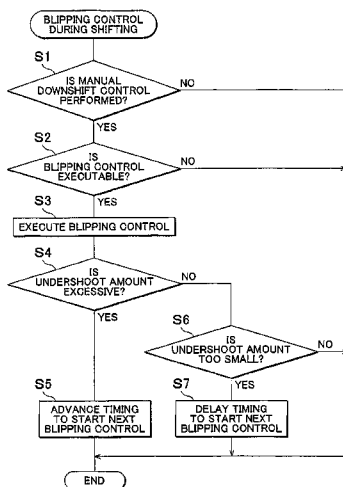 BLIPPING CONTROL
DURING SHIFTING
S1
IS MANUAL
DOWNSHIFT CONTROL
PERFORMED?
NO
YES
S2
IS
BLIPPING CONTROL
EXECUTABLE?
NO
YES
S3
EXECUTE BLIPPING CONTROL
S4
IS
UNDERSHOOT AMOUNT
EXCESSIVE?
NO
YES
S6
IS
UNDERSHOOT AMOUNT
TOO SMALL?
NO
YES
S5
ADVANCE TIMING
TO START NEXT
BLIPPING CONTROL
S7
DELAY TIMING
TO START NEXT
BLIPPING CONTROL
END